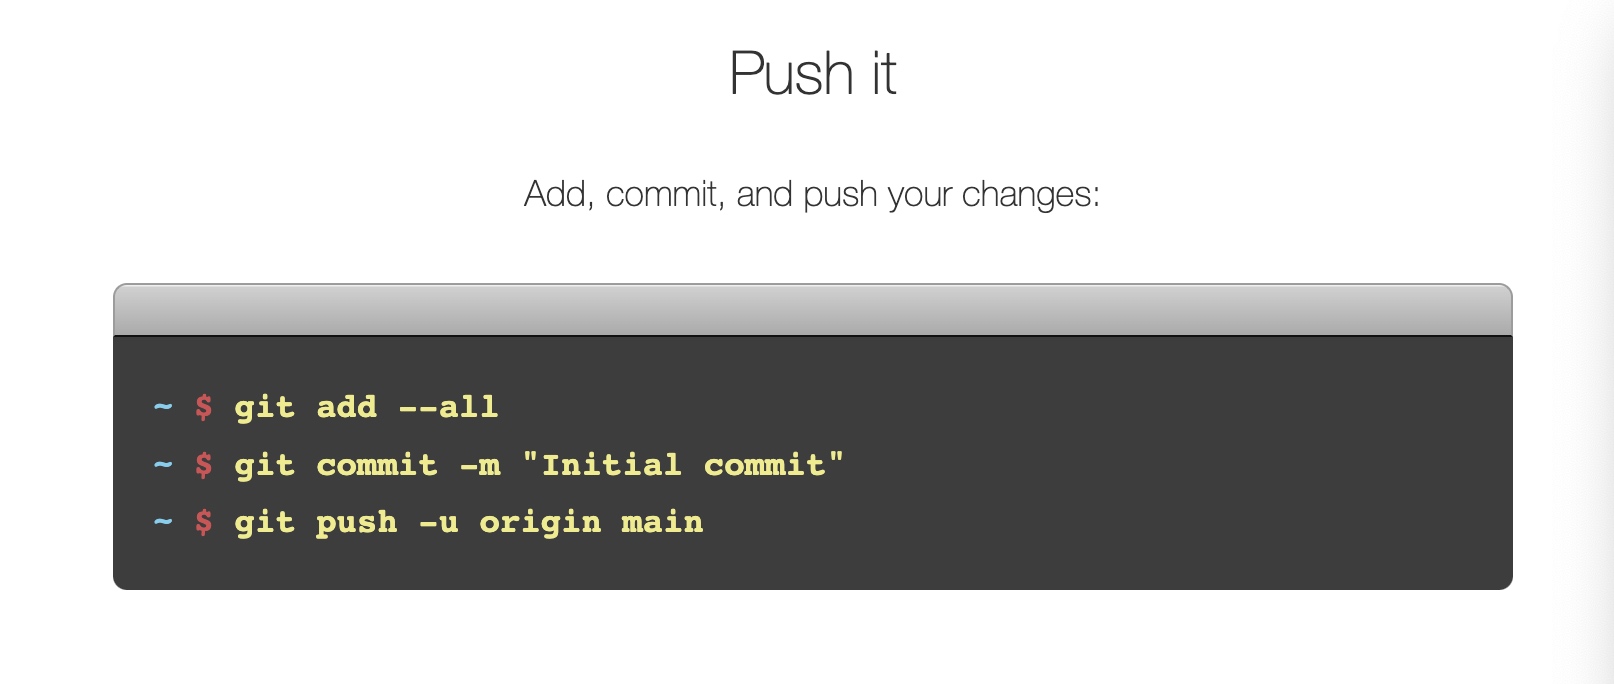 Push it
Add, commit, and push your changes:
~ $ git add --all
~ $ git commit -m "Initial commit"
~ $ git push -u origin main